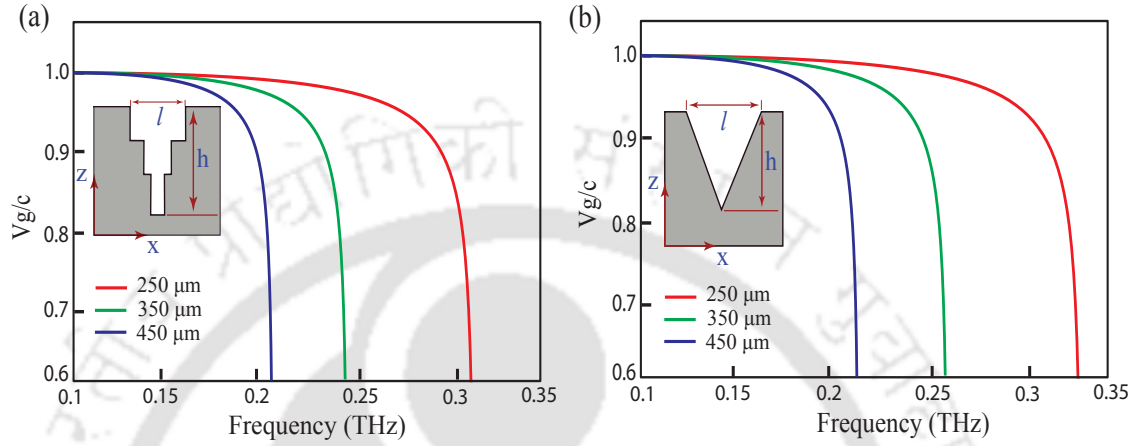 (a)
1.0
0.9
0.8
0.7
0.6
Vg/c
l
h
z
x
250 μm
350 μm
450 μm
0.1
0.15
0.2
0.25
0.3
0.35
Frequency (THz)
(b)
1.0
0.9
0.8
0.7
0.6
Vg/c
l
h
z
x
250 μm
350 μm
450 μm
0.1
0.15
0.2
0.25
0.3
0.35
Frequency (THz)